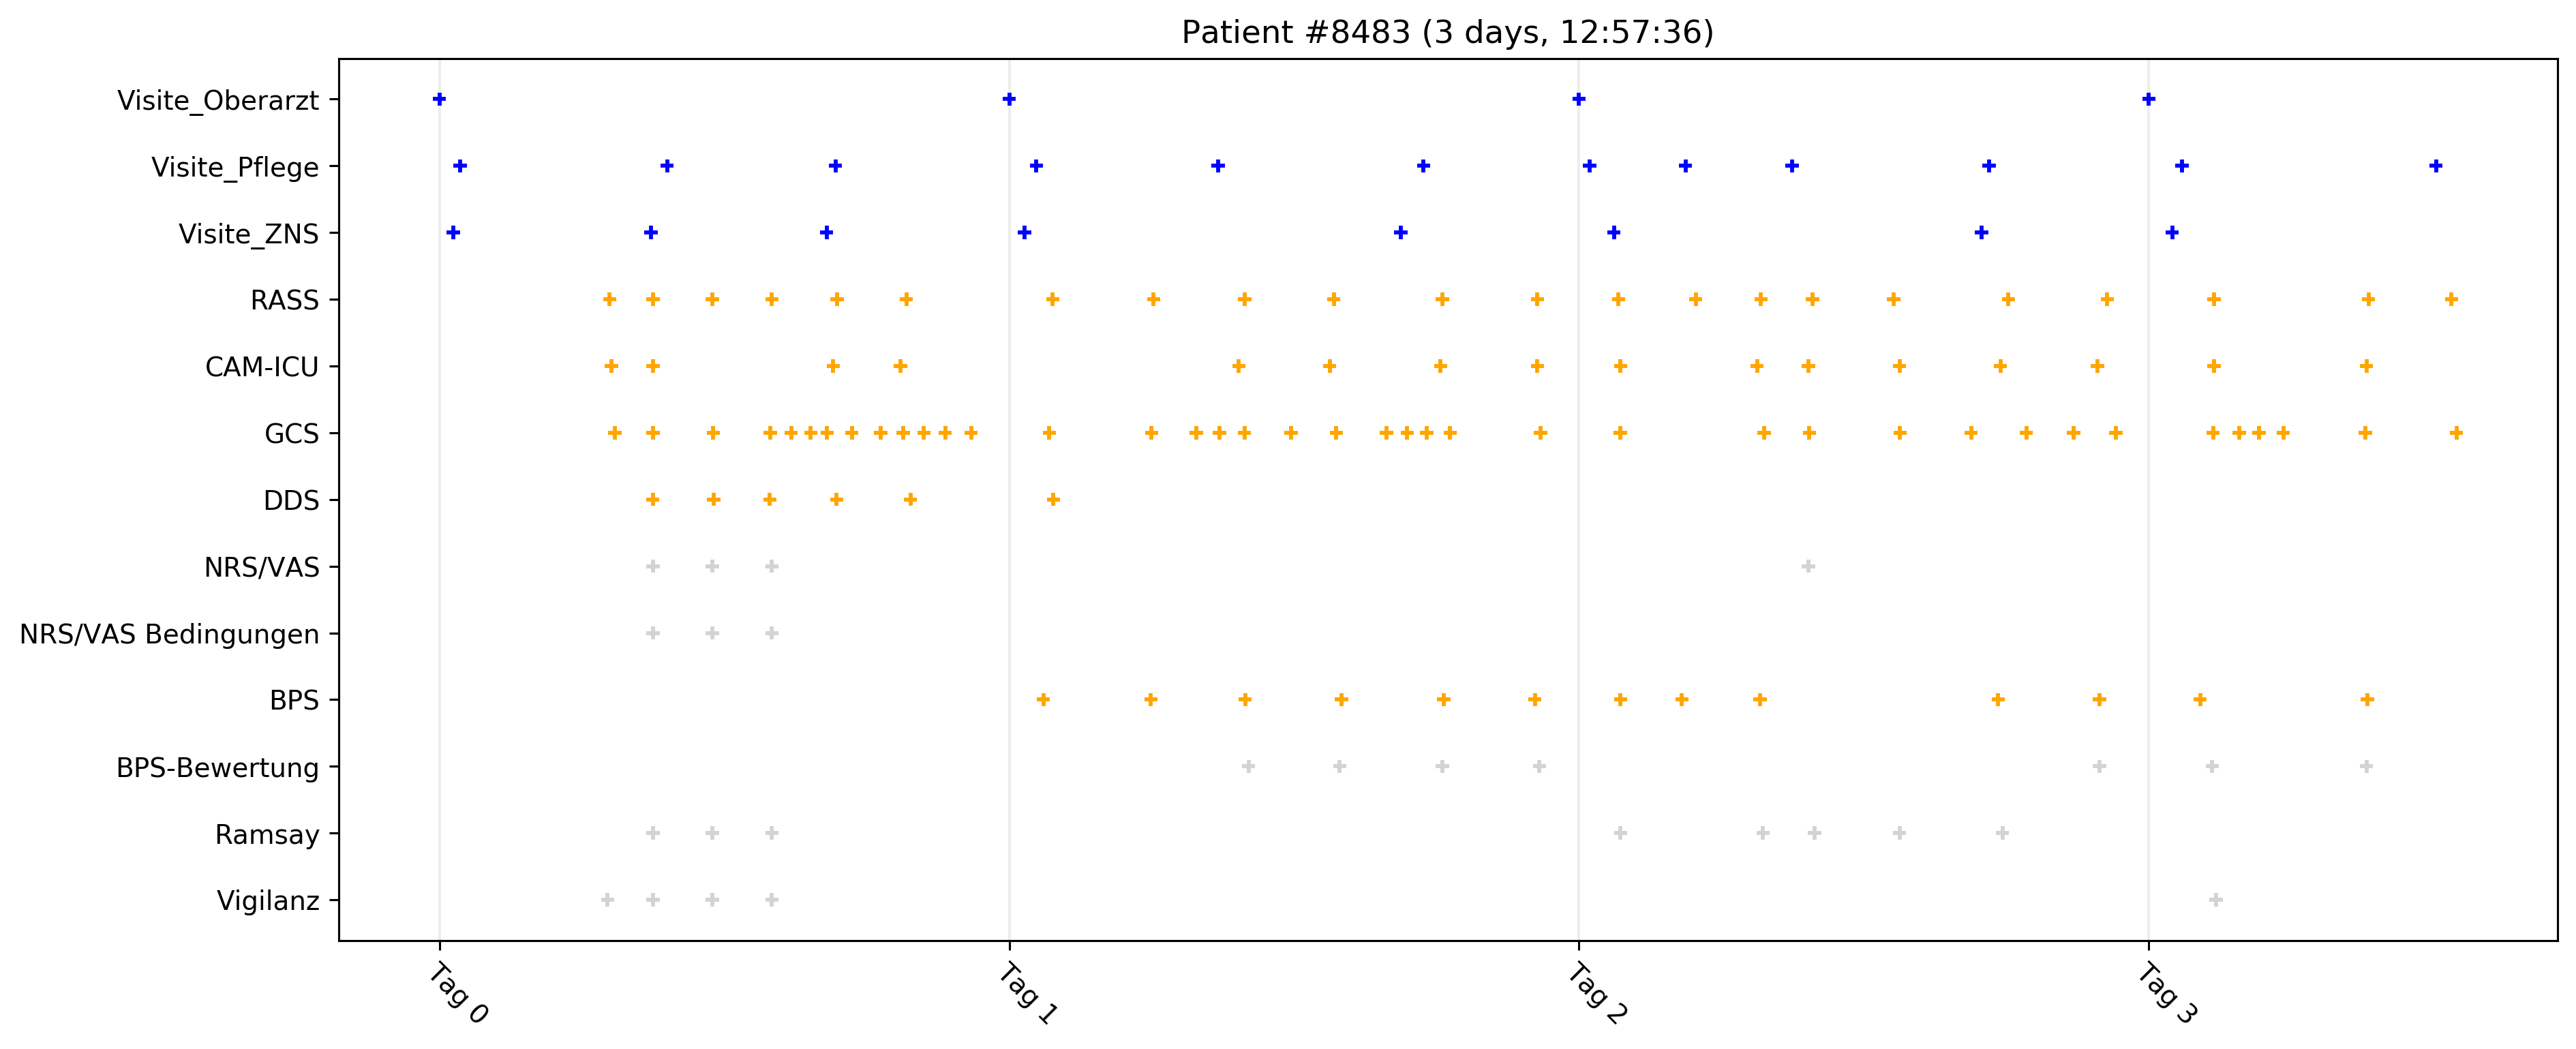 Patient #8483 (3 days, 12:57:36)
Visite_Oberarzt
Visite_Pflege
Visite_ZNS
RASS
CAM-ICU
GCS
DDS
NRS/VAS
NRS/VAS Bedingungen
BPS
BPS-Bewertung
Ramsay
Vigilanz
Tag 0
Tag 1
Tag 2
Tag 3